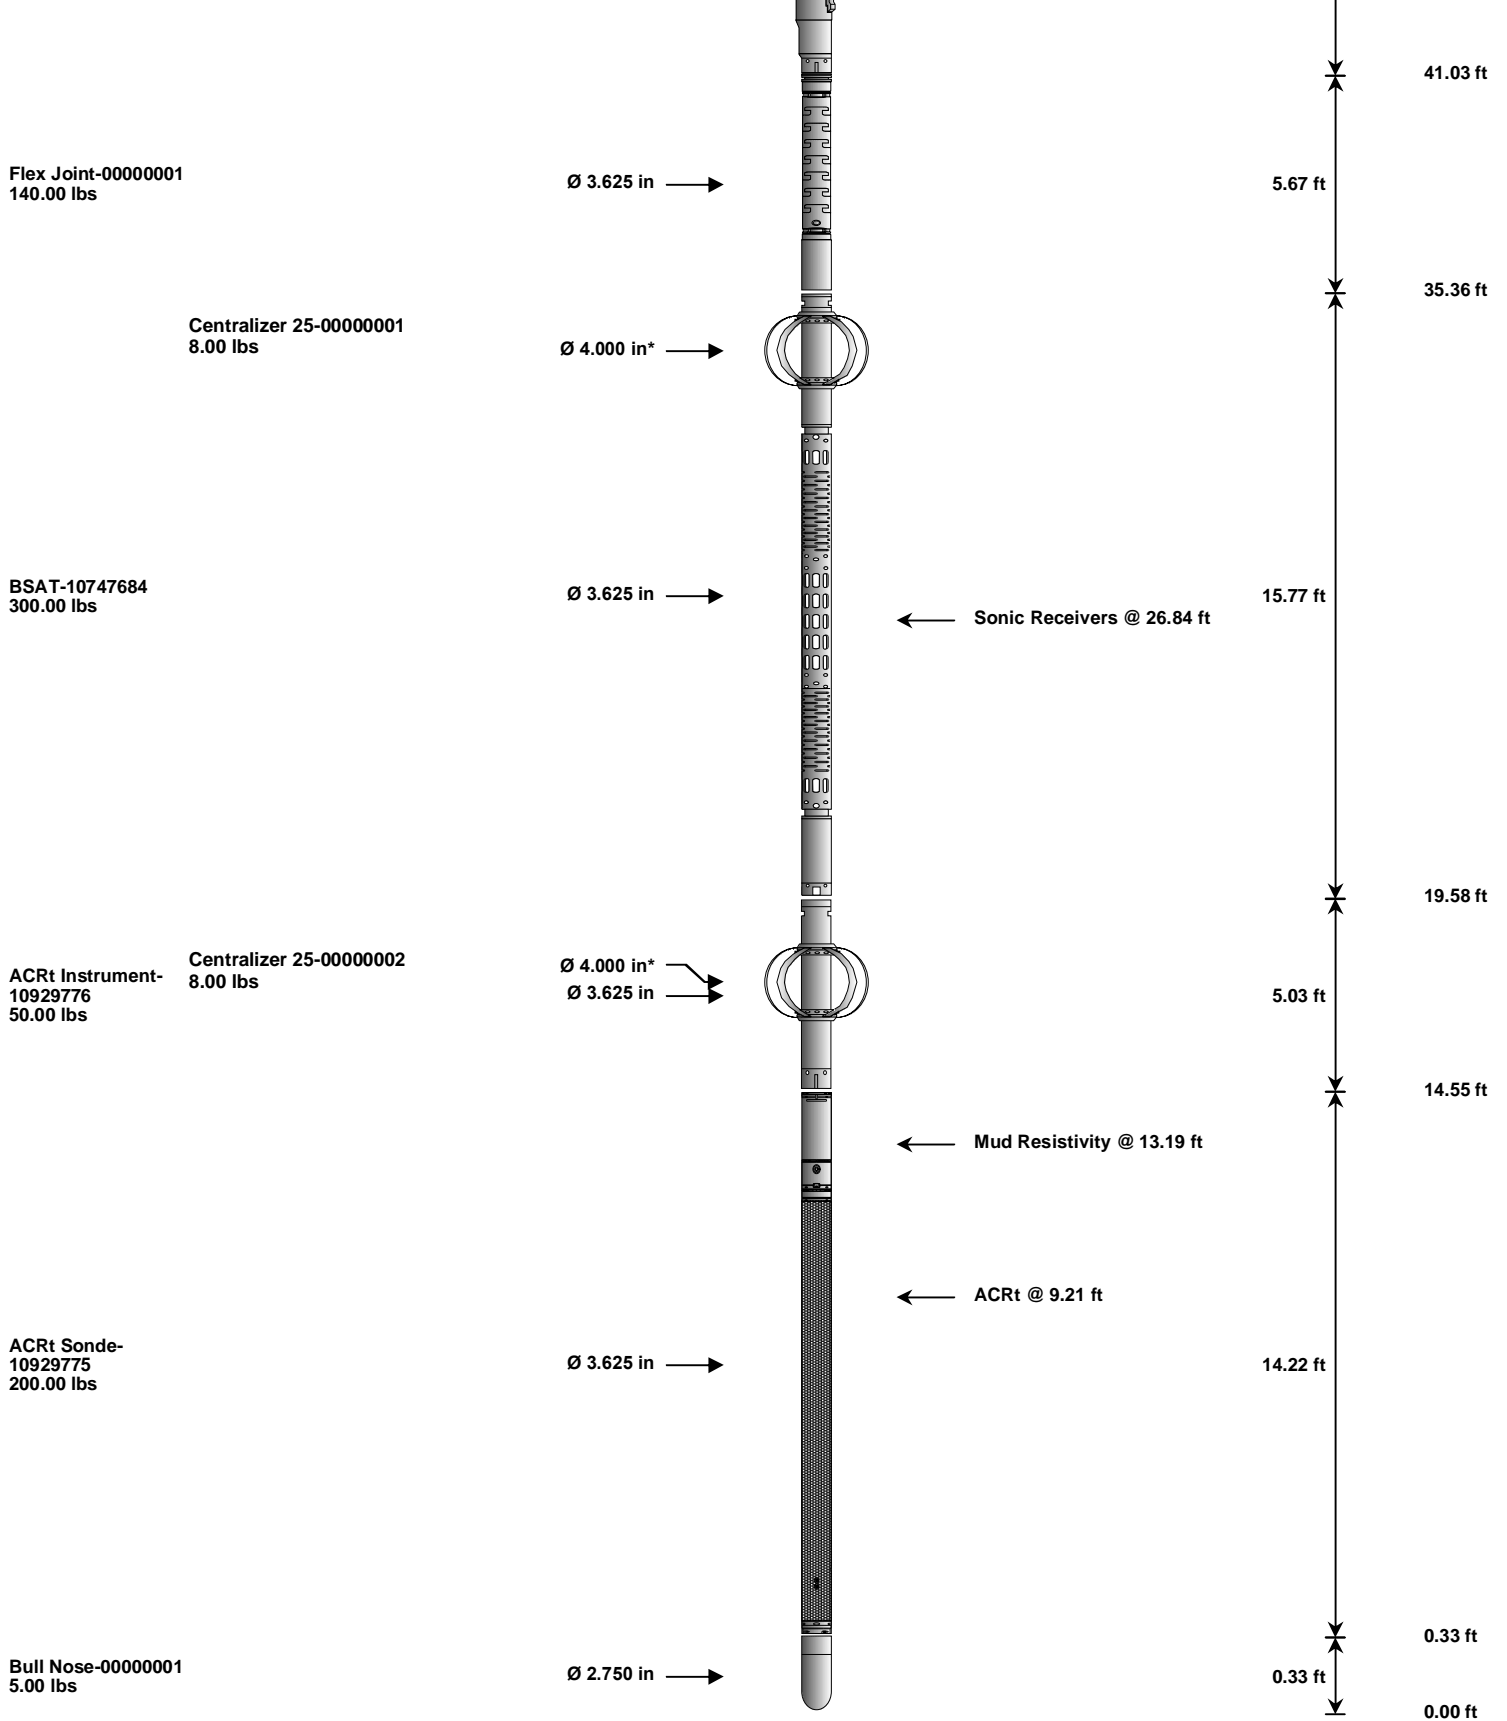 41.03 ft
Flex Joint-00000001
140.00 lbs
Ø 3.625 in
5.67 ft
35.36 ft
Centralizer 25-00000001
8.00 lbs
Ø 4.000 in*
BSAT-10747684
300.00 lbs
Ø 3.625 in
Sonic Receivers @ 26.84 ft
15.77 ft
19.58 ft
ACRt Instrument-
10929776
50.00 lbs
Centralizer 25-00000002
8.00 lbs
Ø 4.000 in*
Ø 3.625 in
5.03 ft
14.55 ft
Mud Resistivity @ 13.19 ft
ACRt @ 9.21 ft
ACRt Sonde-
10929775
200.00 lbs
Ø 3.625 in
14.22 ft
0.33 ft
Bull Nose-00000001
5.00 lbs
Ø 2.750 in
0.33 ft
0.00 ft